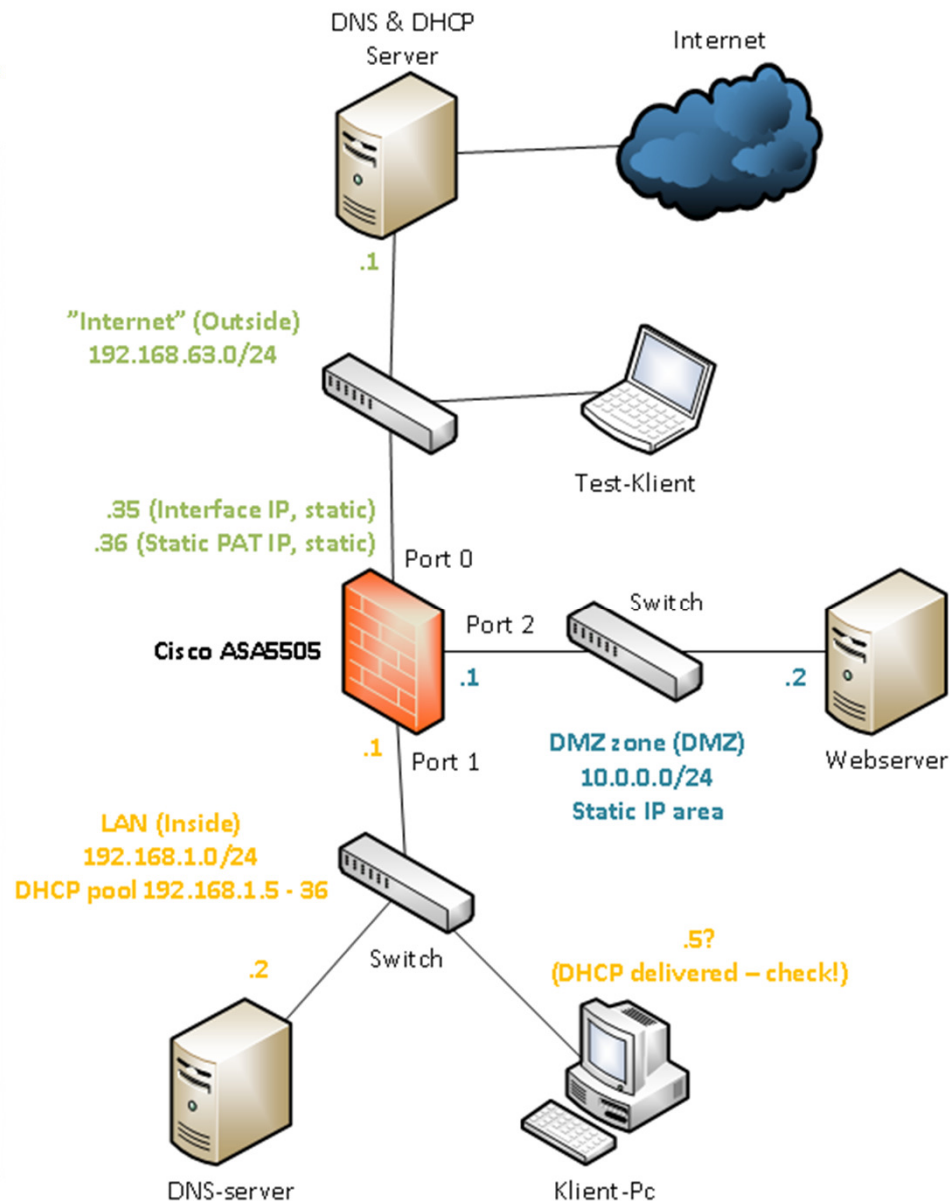 DNS & DHCP
Server
Internet
.1
"Internet" (Outside)
192.168.63.0/24
Test-Klient
.35 (Interface IP, static)
.36 (Static PAT IP, static)
Port 0
Switch
Port 2
Cisco ASA5505
.1
.2
.1
Port 1
DMZ zone (DMZ)
10.0.0.0/24
Static IP area
Webserver
LAN (Inside)
192.168.1.0/24
DHCP pool 192.168.1.5 - 36
Switch
.5?
(DHCP delivered – check!)
.2
DNS-server
Klient-Pc